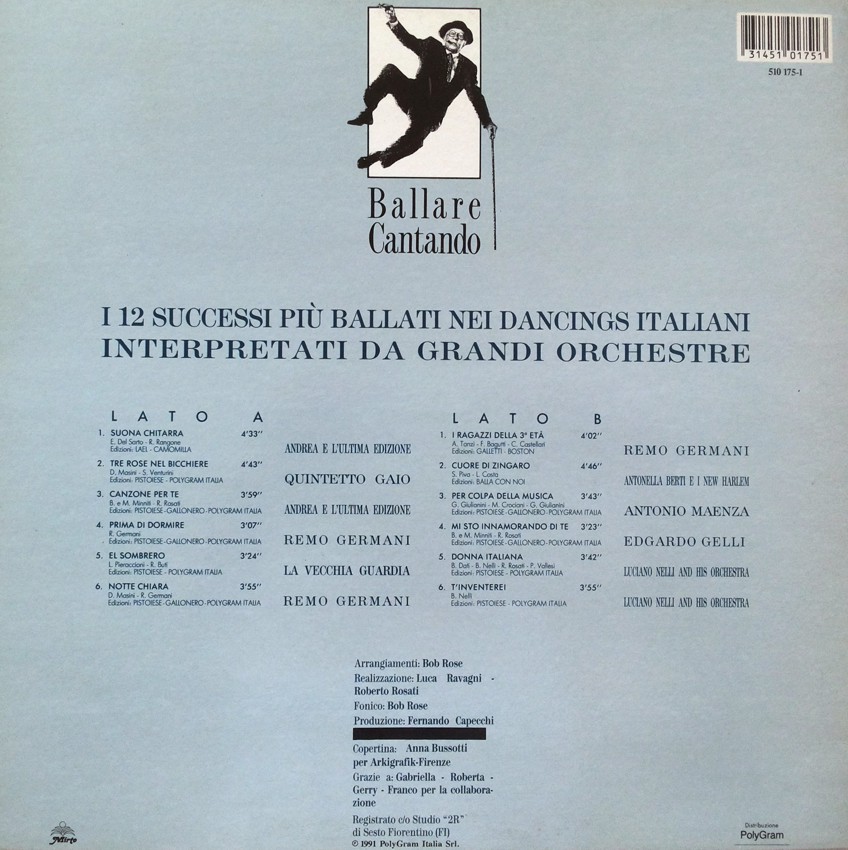 31451 01751
510 175-1
Ballare
Cantando
I 12 SUCCESSI PIÙ BALLATI NEI DANCINGS ITALIANI
INTERPRETATI DA GRANDI ORCHESTRE
LATO A
1. SUONA CHITARRA 4'33''
E. Del Sarto - R. Rangone
Edizioni: LAEL - CAMOMILLA
ANDREA E L'ULTIMA EDIZIONE
2. TRE ROSE NEL BICCHIERE 4'43''
D. Masini - S. Venturini
Edizioni: PISTOIESE - POLYGRAM ITALIA
QUINTETTO GAIO
3. CANZONE PER TE 3'59''
B. e M. Minniti - R. Rosati
Edizioni: PISTOIESE-GALLONERO-POLYGRAM ITALIA
ANDREA E L'ULTIMA EDIZIONE
4. PRIMA DI DORMIRE 3'07''
R. Germani
Edizioni: PISTOIESE - POLYGRAM ITALIA
REMO GERMANI
5. EL SOMBRERO 3'24''
L. Pieraccioni - R. Buti
Edizioni: PISTOIESE - POLYGRAM ITALIA
LA VECCHIA GUARDIA
6. NOTTE CHIARA 3'55''
D. Masini - R. Germani
Edizioni: PISTOIESE-GALLONERO-POLYGRAM ITALIA
REMO GERMANI
LATO B
1. I RAGAZZI DELLA 3ª ETÀ 4'02''
A. Tanzi - F. Bagutti - C. Castellari
Edizioni: GALLETTI - BOSTON
REMO GERMANI
2. CUORE DI ZINGARO 4'46''
S. Piva - L. Costa
Edizioni: BALLA CON NOI
ANTONELLA BERTI E I NEW HARLEM
3. PER COLPA DELLA MUSICA 3'43''
G. Giulianini - M. Crociani - G. Giulianini
Edizioni: PISTOIESE-GALLONERO-POLYGRAM ITALIA
ANTONIO MAENZA
4. MI STO INNAMORANDO DI TE 3'23''
B. e M. Minniti - R. Rosati
Edizioni: PISTOIESE-GALLONERO-POLYGRAM ITALIA
EDGARDO GELLI
5. DONNA ITALIANA 3'42''
B. Dati - B. Nelli - R. Rosati - P. Vallesi
Edizioni: PISTOIESE-GALLONERO-POLYGRAM ITALIA
LUCIANO NELLI AND HIS ORCHESTRA
6. T'INVENTEREI 3'55''
B. Nelli
Edizioni: PISTOIESE - POLYGRAM ITALIA
LUCIANO NELLI AND HIS ORCHESTRA
Arrangiamenti: Bob Rose
Realizzazione: Luca Ravagni -
Roberto Rosati
Fonico: Bob Rose
Produzione: Fernando Capecchi
Copertina: Anna Bussotti
per Arkigrafik-Firenze
Grazie a: Gabriella - Roberta -
Gerry - Franco per la collabora-
zione
Registrato c/o Studio "2R"
di Sesto Fiorentino (FI)
© 1991 PolyGram Italia Srl.
Mirto
Distribuzione
PolyGram